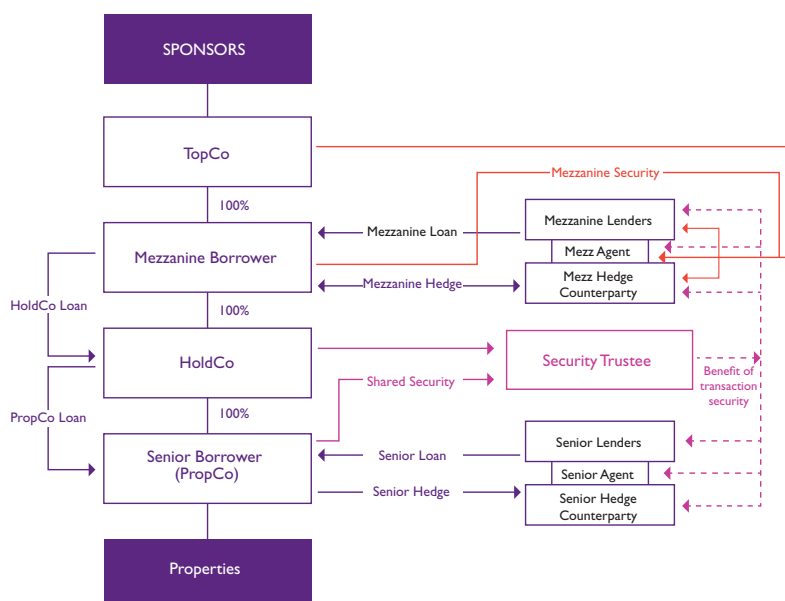 SPONSORS
TopCo
100%
Mezzanine Security
Mezzanine Borrower
Mezzanine Loan
Mezzanine Lenders
Mezz Agent
Mezzanine Hedge
Mezz Hedge
Counterparty
HoldCo Loan
100%
HoldCo
Shared Security
Security Trustee
Benefit of
transaction
security
PropCo Loan
100%
Senior Borrower
(PropCo)
Senior Loan
Senior Lenders
Senior Agent
Senior Hedge
Senior Hedge
Counterparty
Properties